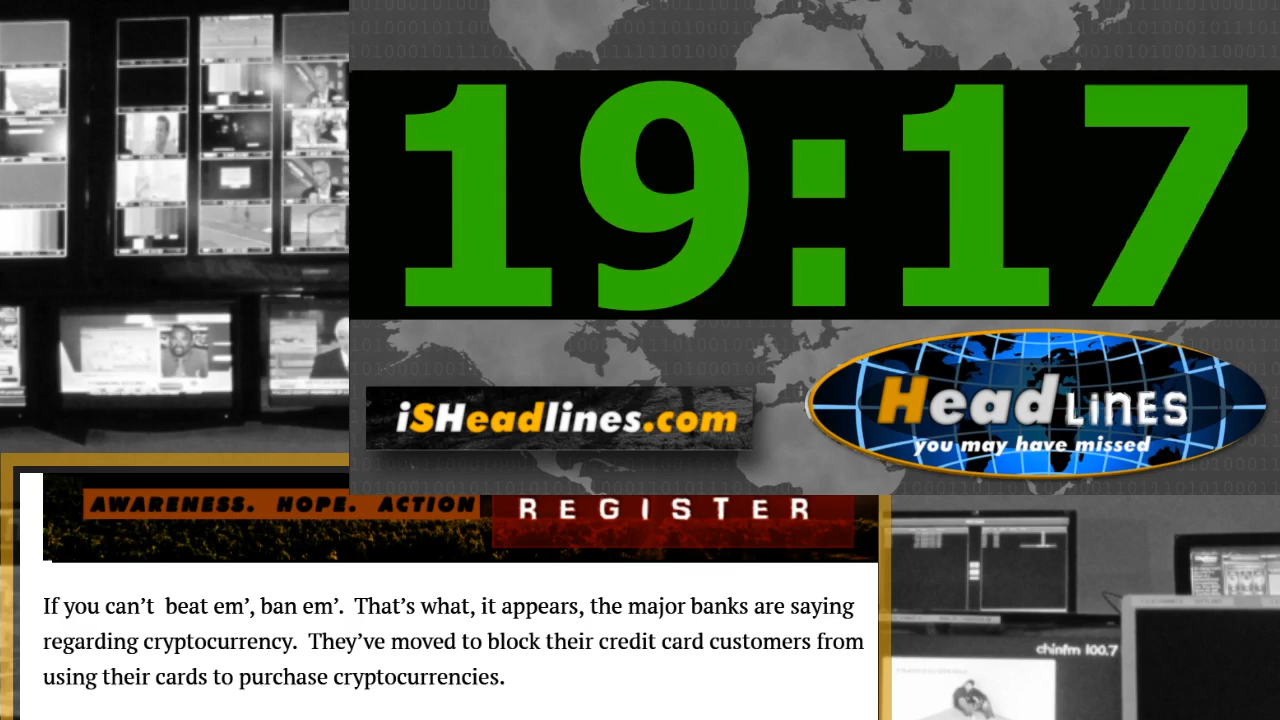 19:17
iSHeadlines.com
HeadLINES
you may have missed
AWARENESS. HOPE. ACTION
REGISTER
If you can’t beat em’, ban em’. That’s what, it appears, the major banks are saying
regarding cryptocurrency. They’ve moved to block their credit card customers from
using their cards to purchase cryptocurrencies.
chinfm 100.7